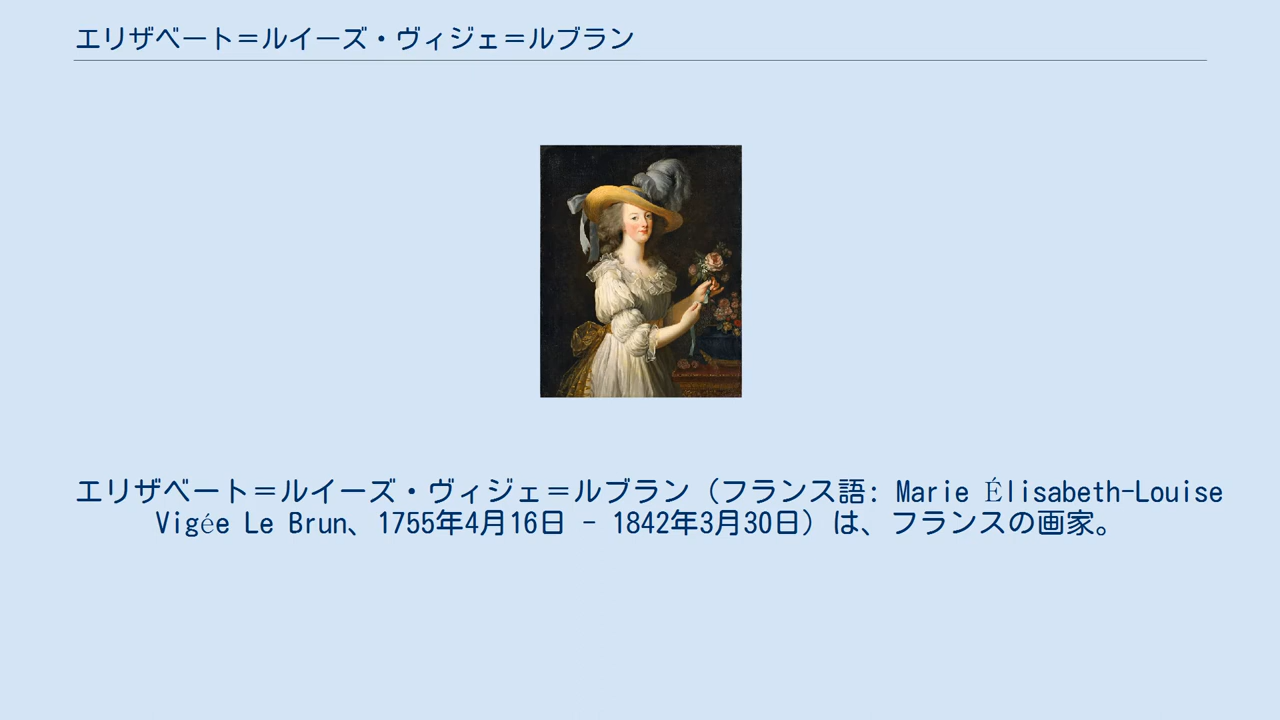 エリザベート＝ルイーズ・ヴィジェ＝ルブラン
エリザベート＝ルイーズ・ヴィジェ＝ルブラン（フランス語: Marie Élisabeth-Louise
Vigée Le Brun、1755年4月16日 - 1842年3月30日）は、フランスの画家。